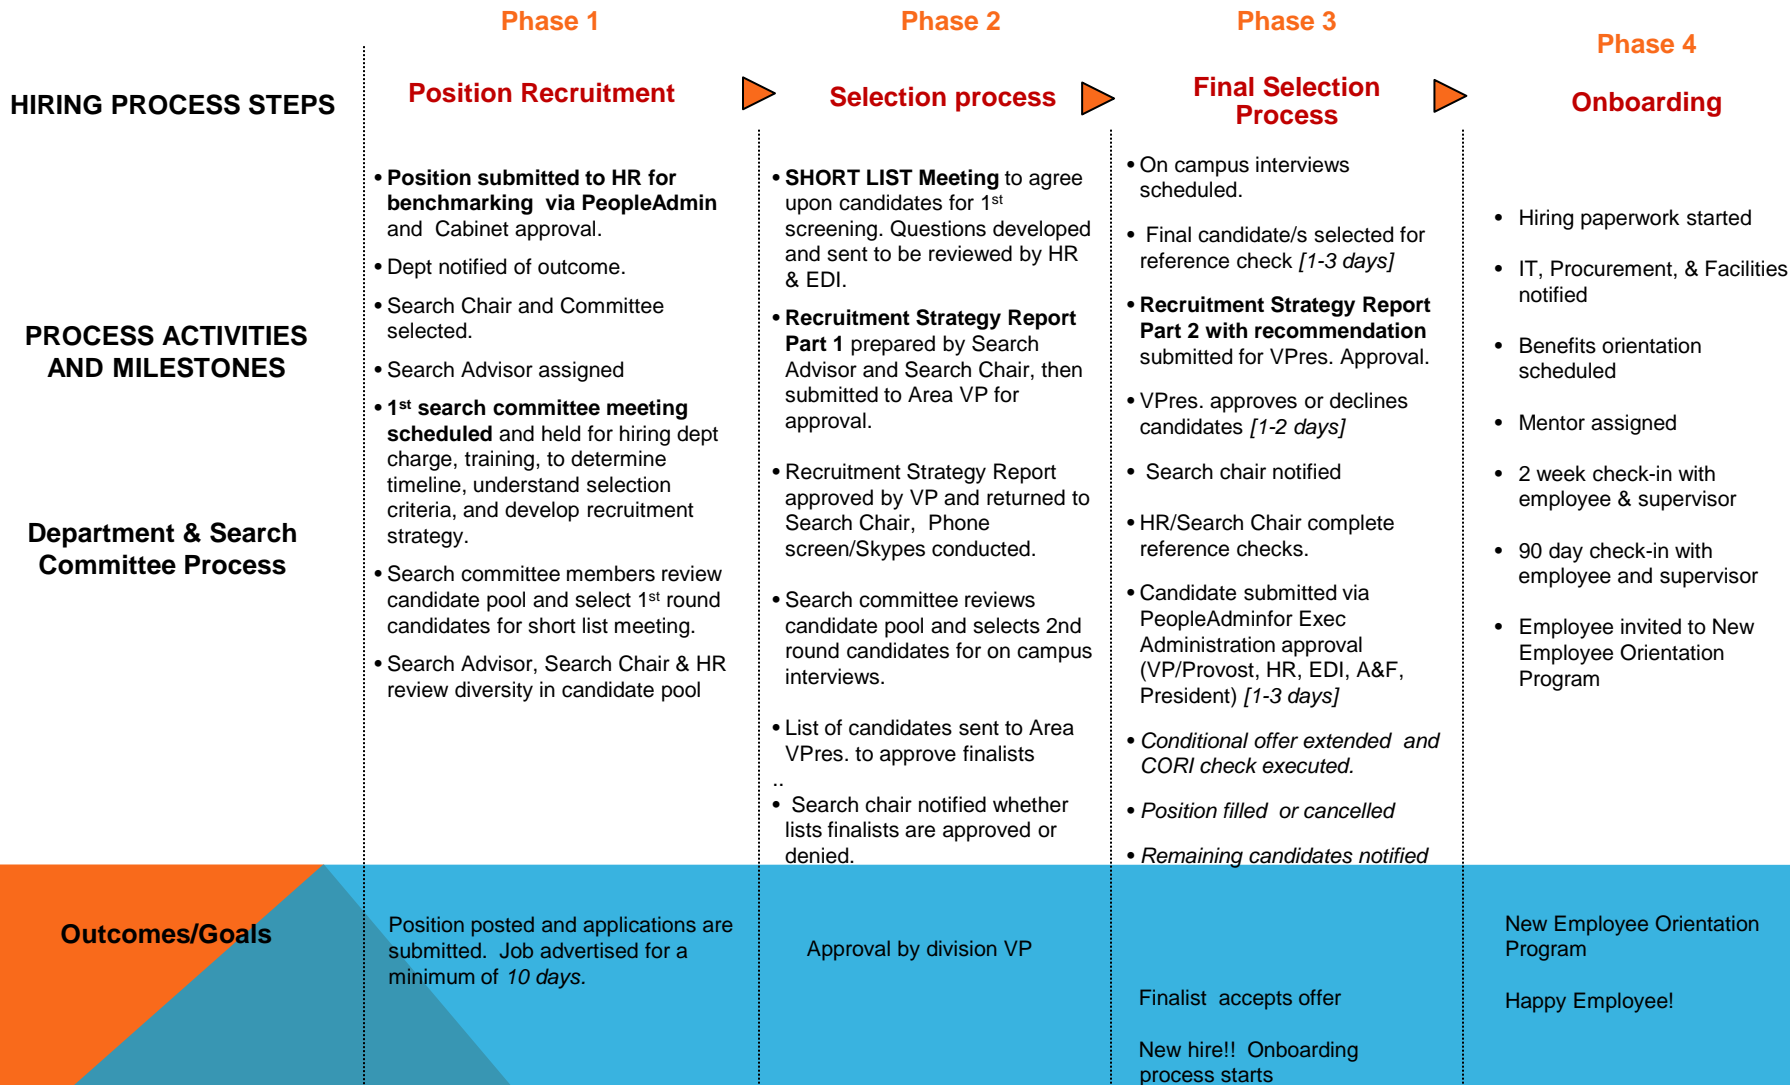 Phase 1
Phase 2
Phase 3
Phase 4
HIRING PROCESS STEPS
Position Recruitment
Selection process
Final Selection
Process
Onboarding
PROCESS ACTIVITIES
AND MILESTONES
Department & Search
Committee Process
• Position submitted to HR for
benchmarking via PeopleAdmin
and Cabinet approval.
• Dept notified of outcome.
• Search Chair and Committee
selected.
• Search Advisor assigned
• 1st search committee meeting
scheduled and held for hiring dept
charge, training, to determine
timeline, understand selection
criteria, and develop recruitment
strategy.
• Search committee members review
candidate pool and select 1st round
candidates for short list meeting.
• Search Advisor, Search Chair & HR
review diversity in candidate pool
• SHORT LIST Meeting to agree
upon candidates for 1st
screening. Questions developed
and sent to be reviewed by HR
& EDI.
• Recruitment Strategy Report
Part 1 prepared by Search
Advisor and Search Chair, then
submitted to Area VP for
approval.
• Recruitment Strategy Report
approved by VP and returned to
Search Chair, Phone
screen/Skypes conducted.
• Search committee reviews
candidate pool and selects 2nd
round candidates for on campus
interviews.
• List of candidates sent to Area
VPres. to approve finalists
..
• Search chair notified whether
lists finalists are approved or
denied.
• On campus interviews
scheduled.
• Final candidate/s selected for
reference check [1-3 days]
• Recruitment Strategy Report
Part 2 with recommendation
submitted for VPres. Approval.
• VPres. approves or declines
candidates [1-2 days]
• Search chair notified
• HR/Search Chair complete
reference checks.
• Candidate submitted via
PeopleAdminfor Exec
Administration approval
(VP/Provost, HR, EDI, A&F,
President) [1-3 days]
• Conditional offer extended and
CORI check executed.
• Position filled or cancelled
• Remaining candidates notified
• Hiring paperwork started
• IT, Procurement, & Facilities
notified
• Benefits orientation
scheduled
• Mentor assigned
• 2 week check-in with
employee & supervisor
• 90 day check-in with
employee and supervisor
• Employee invited to New
Employee Orientation
Program
Outcomes/Goals
Position posted and applications are
submitted. Job advertised for a
minimum of 10 days.
Approval by division VP
Finalist accepts offer
New hire!! Onboarding
process starts
New Employee Orientation
Program
Happy Employee!